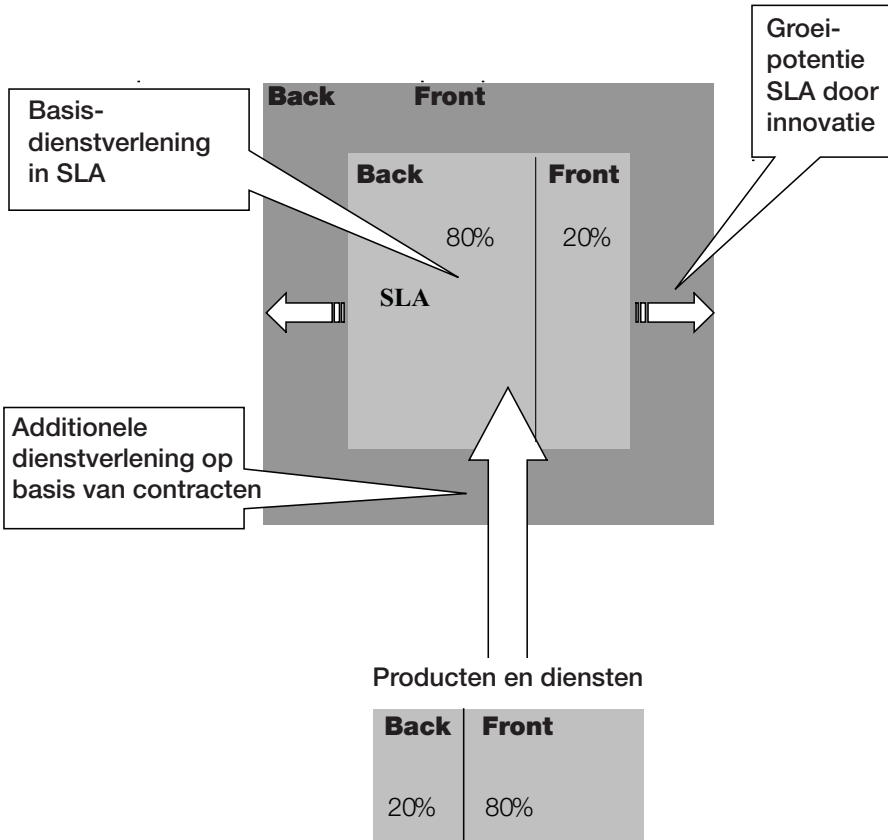 Groei-
potentie
SLA door
innovatie
Back Front
Basis-
dienstverlening
in SLA
Back Front
80% 20%
SLA
Additionele
dienstverlening op
basis van contracten
Producten en diensten
Back Front
20% 80%